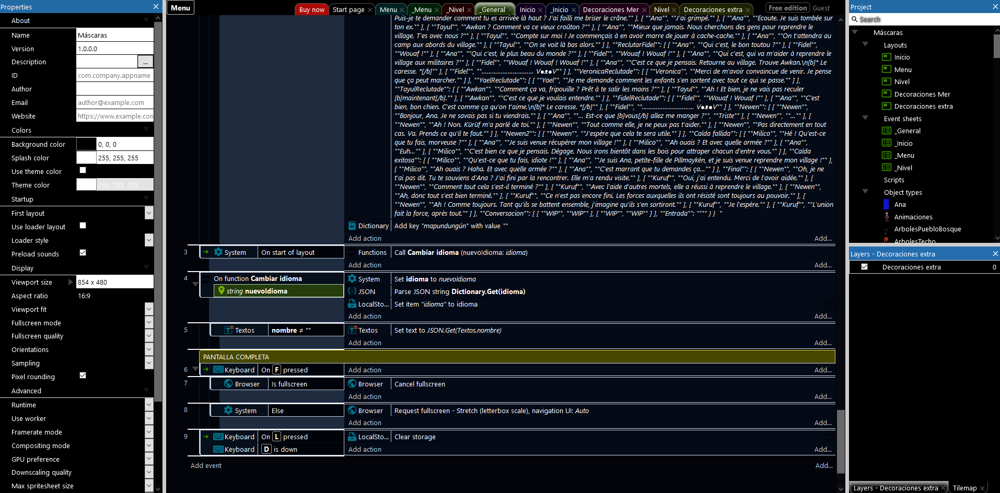 Properties
About
Name Máscaras
Version 1.0.0.0
Description ...
ID com.company.appname
Author
Email author@example.com
Website https://www.example.con
Colors
Background color 0, 0, 0
Splash color 255, 255, 255
Use theme color
Theme color 255, 255, 255
Startup
First layout
Use loader layout
Loader style
Preload sounds
Display
Viewport size 854 x 480
Aspect ratio 16:9
Viewport fit
Fullscreen mode
Fullscreen quality
Orientations
Sampling
Pixel rounding
Advanced
Runtime
Use worker
Framerate mode
Compositing mode
GPU preference
Downscaling quality
Max spritesheet size
Menu
Buy now Start page Menu _Menu _Nivel _General Inicio _Inicio Decoraciones Mer Nivel Decoraciones extra Free edition Guest
Puis-je te demander comment tu es arrivée là haut ? J'ai failli me briser le crâne."" ], [ ""Ana"", ""J'ai grimpé."" ], [ ""Ana"", ""Ecoute. Je suis tombée sur
ton ex."" ], [ ""Tayul"", ""Awkan ? Comment va ce vieux croûton ?"" ], [ ""Ana"", ""Mieux que jamais. Nous cherchons des gens pour reprendre le
village. T'es avec nous ?"" ], [ ""Tayul"", ""Compte sur moi ! Je commençais à en avoir marre de jouer à cache-cache."" ], [ ""Ana"", ""On t'attendra au
camp aux abords du village."" ], [ ""Tayul"", ""On se voit là bas alors."" ] ], ""ReclutarFidel"": [ [ ""Ana"", ""Qui c'est, le bon toutou ?"" ], [ ""Fidel"",
""Wouaf !"" ], [ ""Ana"", ""Qui c'est, le plus beau du monde ?"" ], [ ""Fidel"", ""Wouaf ! Wouaf !"" ], [ ""Ana"", ""Qui c'est, qui va m'aider à reprendre le
village aux militaires ?"" ], [ ""Fidel"", ""Wouaf ! Wouaf ! Wouaf !"" ], [ ""Ana"", ""C'est ce que je pensais. Retourne au village. Trouve Awkan.\n[b]* Le
caresse. *[/b]"" ], [ ""Fidel"", ""............................. V●ᴥ●V"" ] ], ""VeronicaReclutade"": [ [ ""Veronica"", ""Merci de m'avoir convaincue de venir. Je pense
que ça peut marcher."" ] ], ""YaelReclutade"": [ [ ""Yael"", ""Je me demande comment les enfants s'en sortent avec tout ce qui se passe."" ] ],
""TayulReclutade"": [ [ ""Awkan"", ""Comment ça va, fripouille ? Prêt à te salir les mains ?"" ], [ ""Tayul"", ""Ah ! Et bien, je ne vais pas reculer
[b]maintenant[/b]."" ], [ ""Awkan"", ""C'est ce que je voulais entendre."" ] ], ""FidelReclutade"": [ [ ""Fidel"", ""Wouaf ! Wouaf !"" ], [ ""Ana"", ""C'est
bien, bon chien. C'est comme ça qu'on t'aime.\n[b]* Le caresse. *[/b]"" ], [ ""Fidel"", ""............................. V●ᴥ●V"" ] ], ""Newen"": [ [ ""Newen"",
""Bonjour, Ana. Je ne savais pas si tu viendrais."" ], [ ""Ana"", ""... Est-ce que [b]vous[/b] allez me manger ?"", ""Triste"" ], [ ""Newen"", ""..."" ], [
""Newen"", ""Ah ! Non. Kürüf m'a parlé de toi."" ], [ ""Newen"", ""Tout comme elle, je ne peux pas t'aider."" ], [ ""Newen"", ""Pas directement en tout
cas. Va. Prends ce qu'il te faut."" ] ], ""Newen2"": [ [ ""Newen"", ""J'espère que cela te sera utile."" ] ], ""Caída fallida"": [ [ ""Milico"", ""Hé ! Qu'est-ce
que tu fais, morveuse ?"" ], [ ""Ana"", ""Je suis venue récupérer mon village !"" ], [ ""Milico"", ""Ah ouais ? Et avec quelle armée ?"" ], [ ""Ana"",
""Euh..."" ], [ ""Milico"", ""C'est bien ce que je pensais. Dégage. Nous irons bientôt dans les bois pour attraper chacun d'entre vous."" ] ], ""Caída
exitosa"": [ [ ""Milico"", ""Qu'est-ce que tu fais, idiote !"" ], [ ""Ana"", ""Je suis Ana, petite-fille de Pillmaykén, et je suis venue reprendre mon village !"" ],
[ ""Milico"", ""Ah ouais ? Haha. Et avec quelle armée ?"" ], [ ""Ana"", ""C'est marrant que tu demandes ça..."" ] ], ""Final"": [ [ ""Newen"", ""Oh, je ne
t'ai pas dit. Tu te souviens d'Ana ? J'ai fini par la rencontrer. Elle m'a rendu visite."" ], [ ""Kuruf"", ""Oui, j'ai entendu. Merci de l'avoir aidée."" ], [
""Newen"", ""Comment tout cela s'est-il terminé ?"" ], [ ""Kuruf"", ""Avec l'aide d'autres mortels, elle a réussi à reprendre le village."" ], [ ""Newen"",
""Ah, donc tout s'est bien terminé."" ], [ ""Kuruf"", ""Ce n'est pas encore fini. Les forces auxquelles ils ont résisté sont toujours au pouvoir."" ], [
""Newen"", ""Ah ! Comme toujours. Tant qu'ils se battent ensemble, j'imagine qu'ils s'en sortiront."" ], [ ""Kuruf"", ""Je l'espère."" ], [ ""Kuruf"", ""L'union
fait la force, après tout."" ] ], ""Conversacion"": [ [ ""WIP"", ""WIP"" ], [ ""WIP"", ""WIP"" ] ], ""Entrada"": """" } } "
Dictionary Add key "mapundungún" with value ""
Add action Add...
3 System On start of layout Functions Call Cambiar idioma (nuevoIdioma: idioma)
Add action Add...
4 On function Cambiar idioma System Set idioma to nuevoIdioma
string nuevoIdioma JSON Parse JSON string Dictionary.Get(idioma)
LocalSto... Set item "idioma" to idioma
Add action Add...
5 Textos nombre ≠ "" Textos Set text to JSON.Get(Textos.nombre)
Add action Add...
PANTALLA COMPLETA
6 Keyboard On F pressed Add action Add...
7 Browser Is fullscreen Browser Cancel fullscreen
Add action Add...
8 System Else Browser Request fullscreen - Stretch (letterbox scale), navigation UI: Auto
Add action Add...
9 Keyboard On L pressed LocalSto... Clear storage
Keyboard D is down Add action Add...
Add event Add...
Project
Search
Máscaras
Layouts
Inicio
Menu
Nivel
Decoraciones Mer
Decoraciones extra
Event sheets
_General
_Inicio
_Menu
_Nivel
Scripts
Object types
Ana
Animaciones
ArbolesPuebloBosque
ArbolesTecho
Layers - Decoraciones extra
Decoraciones extra 0
Layers - Decoraciones extra Tilemap